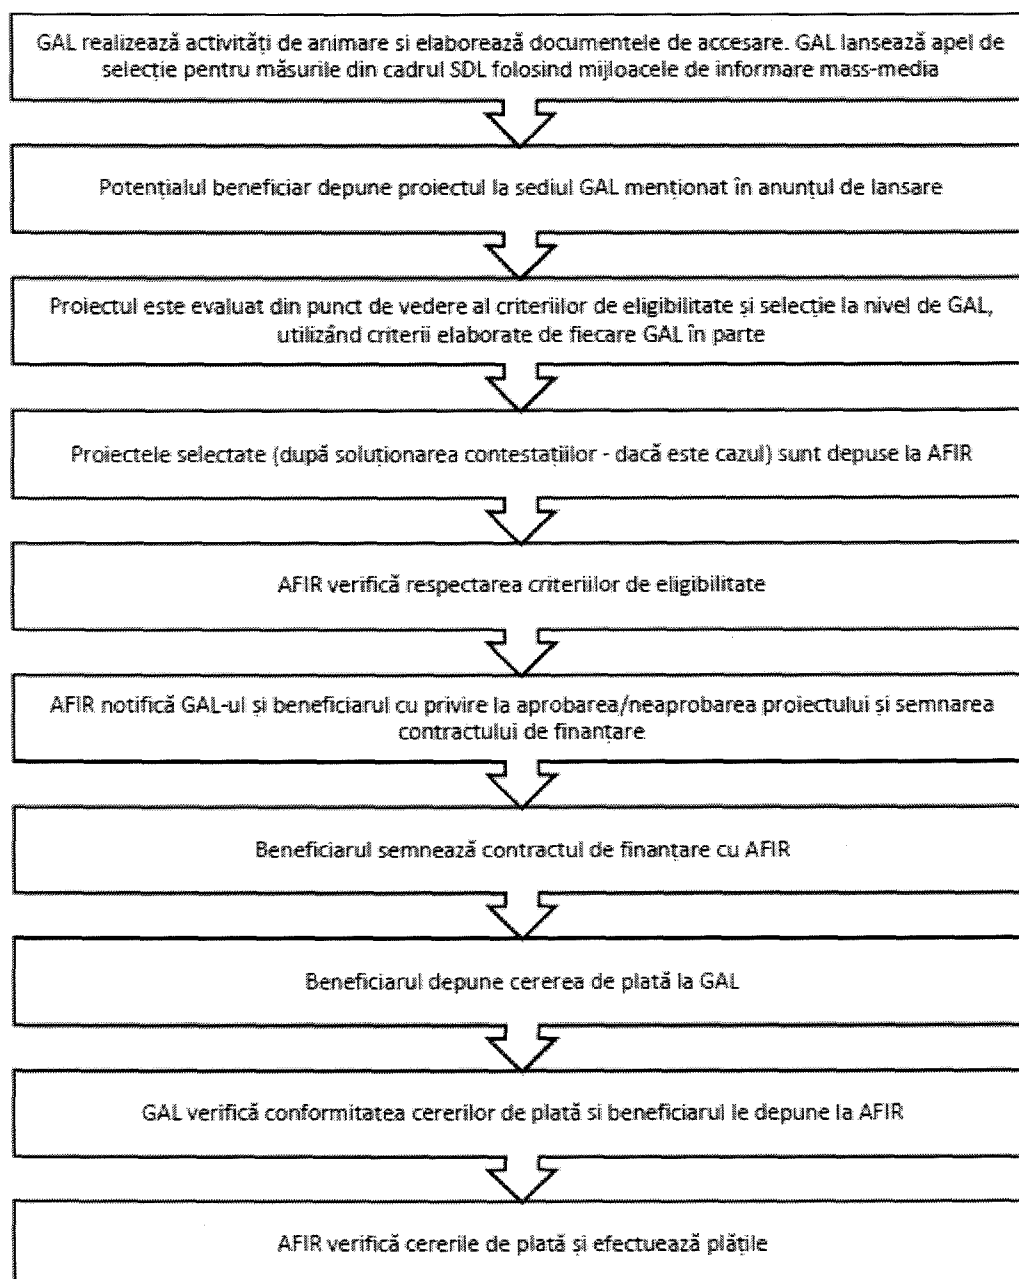 GAL realizează activități de animare si elaborează documentele de accesare. GAL lansează apel de
selecție pentru măsurile din cadrul SDL folosind mijloacele de informare mass-media
Potențialul beneficiar depune proiectul la sediul GAL menționat în anunțul de lansare
Proiectul este evaluat din punct de vedere al criteriilor de eligibilitate și selecție la nivel de GAL,
utilizând criterii elaborate de fiecare GAL în parte
Proiectele selectate (după soluționarea contestațiilor - dacă este cazul) sunt depuse la AFIR
AFIR verifică respectarea criteriilor de eligibilitate
AFIR notifică GAL-ul și beneficiarul cu privire la aprobarea/neaprobarea proiectului și semnarea
contractului de finanțare
Beneficiarul semnează contractul de finanțare cu AFIR
Beneficiarul depune cererea de plată la GAL
GAL verifică conformitatea cererilor de plată si beneficiarul le depune la AFIR
AFIR verifică cererile de plată și efectuează plățile